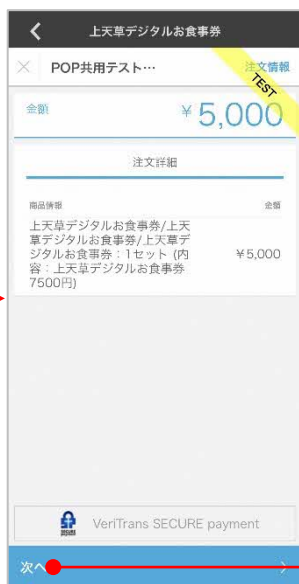 上天草デジタルお食事券
POP共用テスト… 注文情報
TEST
金額 ¥ 5,000
注文詳細
商品情報 金額
上天草デジタルお食事券/上天
草デジタルお食事券/上天草デ
ジタルお食事券：1セット (内 ¥5,000
容：上天草デジタルお食事券
7500円)
VeriTrans SECURE payment
次へ